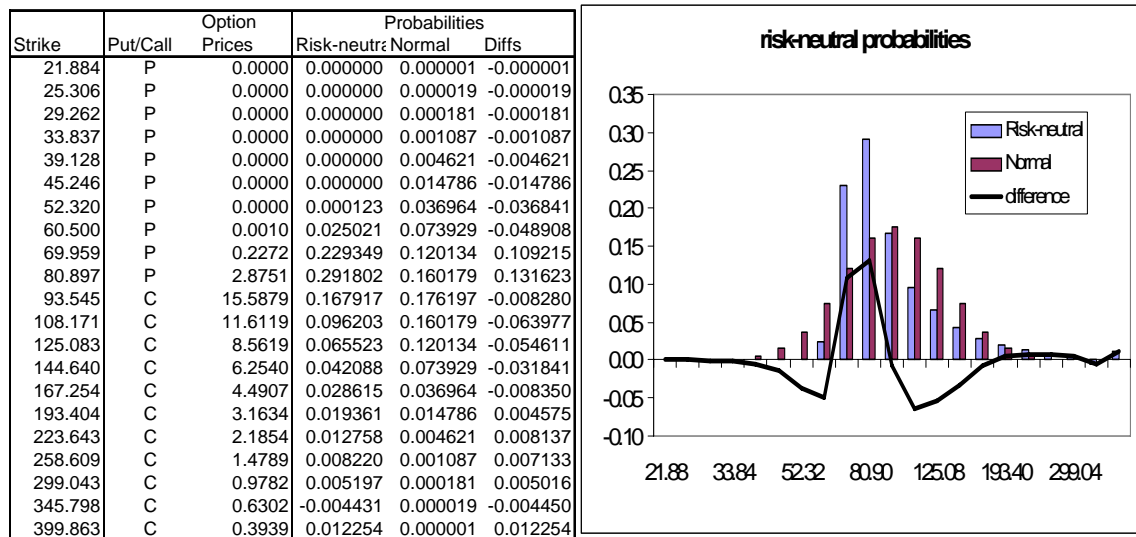 Option Probabilities
Strike Put/Call Prices Risk-neutra Normal Diffs
21.884 P 0.0000 0.000000 0.000001 -0.000001
25.306 P 0.0000 0.000000 0.000019 -0.000019
29.262 P 0.0000 0.000000 0.000181 -0.000181
33.837 P 0.0000 0.000000 0.001087 -0.001087
39.128 P 0.0000 0.000000 0.004621 -0.004621
45.246 P 0.0000 0.000000 0.014786 -0.014786
52.320 P 0.0000 0.000123 0.036964 -0.036841
60.500 P 0.0010 0.025021 0.073929 -0.048908
69.959 P 0.2272 0.229349 0.120134 0.109215
80.897 P 2.8751 0.291802 0.160179 0.131623
93.545 C 15.5879 0.167917 0.176197 -0.008280
108.171 C 11.6119 0.096203 0.160179 -0.063977
125.083 C 8.5619 0.065523 0.120134 -0.054611
144.640 C 6.2540 0.042088 0.073929 -0.031841
167.254 C 4.4907 0.028615 0.036964 -0.008350
193.404 C 3.1634 0.019361 0.014786 0.004575
223.643 C 2.1854 0.012758 0.004621 0.008137
258.609 C 1.4789 0.008220 0.001087 0.007133
299.043 C 0.9782 0.005197 0.000181 0.005016
345.798 C 0.6302 -0.004431 0.000019 -0.004450
399.863 C 0.3939 0.012254 0.000001 0.012254
risk-neutral probabilities
0.35
0.30
0.25
0.20
0.15
0.10
0.05
0.00
-0.05
-0.10
Risk-neutral
Normal
difference
21.88 33.84 52.32 80.90 125.08 193.40 299.04